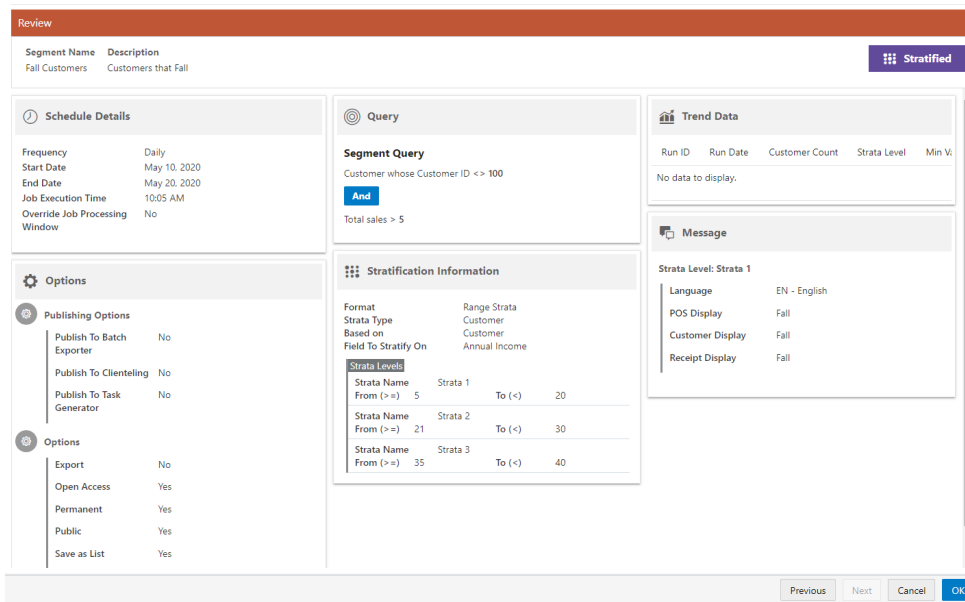 Review
Segment Name Description
Fall Customers Customers that Fall
Stratified
Schedule Details
Frequency Daily
Start Date May 10, 2020
End Date May 20, 2020
Job Execution Time 10:05 AM
Override Job Processing No
Window
Options
Publishing Options
Publish To Batch No
Exporter
Publish To Clienteling No
Publish To Task No
Generator
Options
Export No
Open Access Yes
Permanent Yes
Public Yes
Save as List Yes
Query
Segment Query
Customer whose Customer ID <> 100
And
Total sales > 5
Stratification Information
Format Range Strata
Strata Type Customer
Based on Customer
Field To Stratify On Annual Income
Strata Levels
Strata Name Strata 1
From (>=) 5 To (<) 20
Strata Name Strata 2
From (>=) 21 To (<) 30
Strata Name Strata 3
From (>=) 35 To (<) 40
Trend Data
Run ID Run Date Customer Count Strata Level Min
No data to display.
Message
Strata Level: Strata 1
Language EN - English
POS Display Fall
Customer Display Fall
Receipt Display Fall
Previous Next Cancel OK